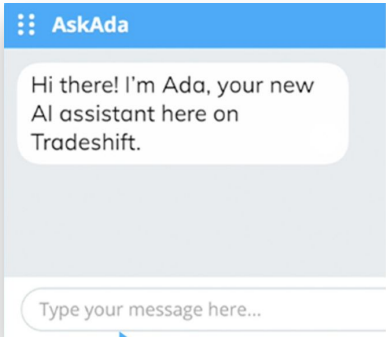 AskAda
Hi there! I'm Ada, your new
AI assistant here on
Tradeshift.
Type your message here...